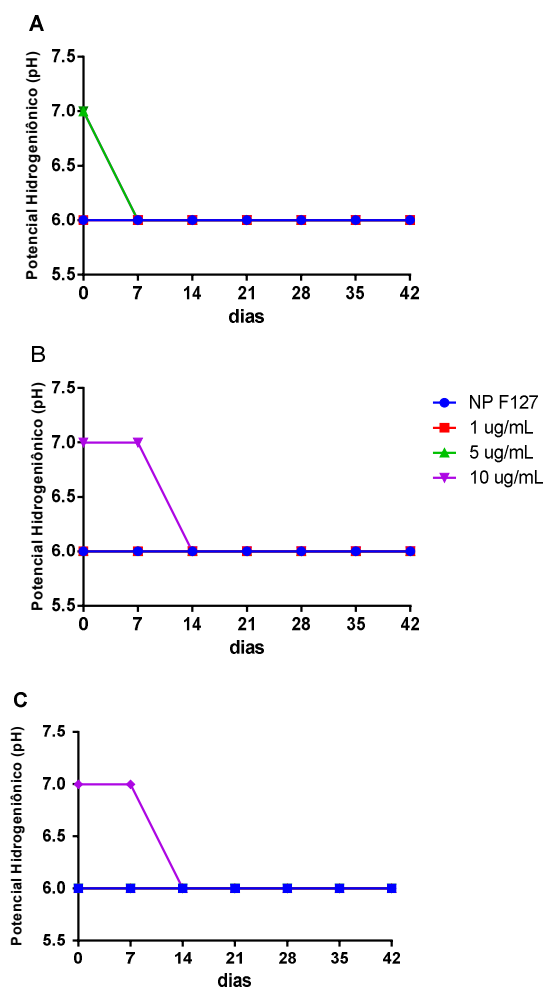 A
Potencial Hidrogeniônico (pH)
7.5
7.0
6.5
6.0
5.5
0 7 14 21 28 35 42
dias
B
Potencial Hidrogeniônico (pH)
7.5
7.0
6.5
6.0
5.5
0 7 14 21 28 35 42
dias
NP F127
1 ug/mL
5 ug/mL
10 ug/mL
C
Potencial Hidrogeniônico (pH)
7.5
7.0
6.5
6.0
5.5
0 7 14 21 28 35 42
dias